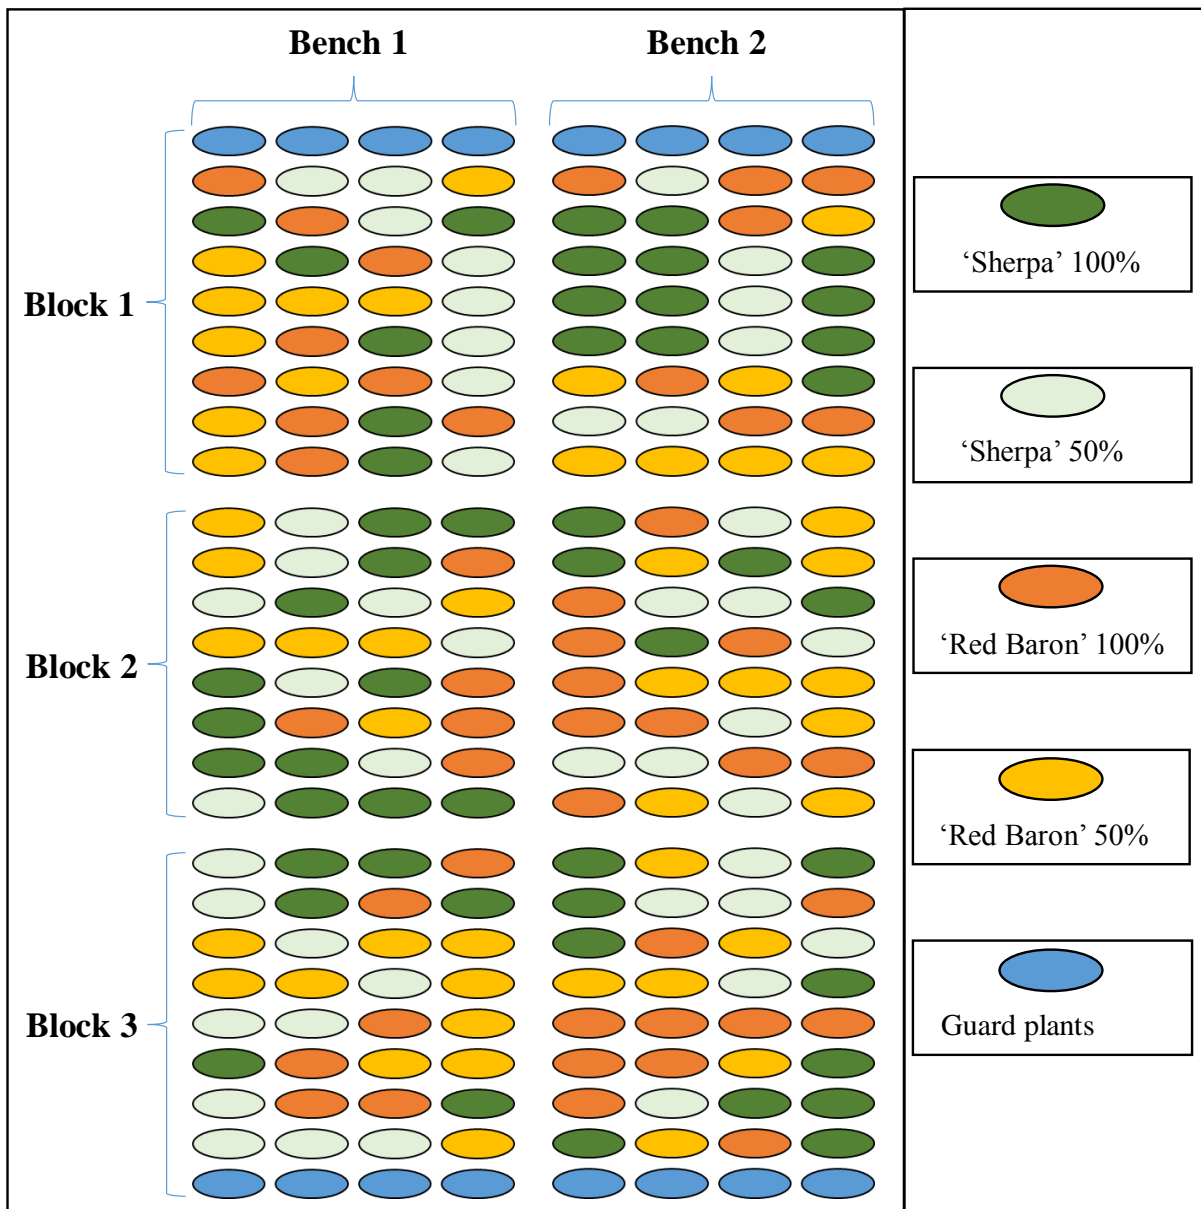 Bench 1
Bench 2
Block 1
Block 2
Block 3
‘Sherpa’ 100%
‘Sherpa’ 50%
‘Red Baron’ 100%
‘Red Baron’ 50%
Guard plants